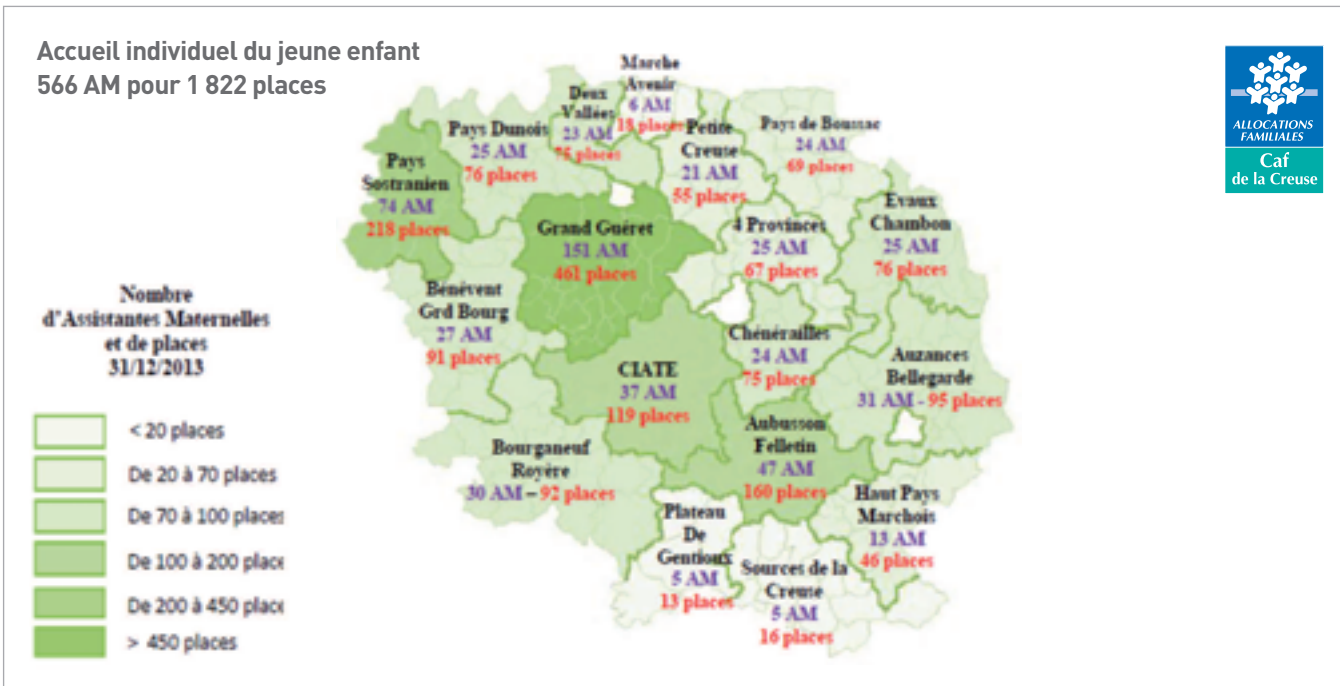 Accueil individuel du jeune enfant
566 AM pour 1 822 places
ALLOCATIONS
FAMILIALES
Caf
de la Creuse
Marche
Avenir
6 AM
18 places
Deux
Vallées
23 AM
75 places
Pays Dunois
25 AM
76 places
Petite
Creuse
21 AM
55 places
Pays de Boussac
24 AM
69 places
Pays
Sostranien
74 AM
218 places
Grand Guéret
151 AM
461 places
4 Provinces
25 AM
67 places
Evaux
Chambon
25 AM
76 places
Bénévent
Grd Bourg
27 AM
91 places
Chénérailles
24 AM
75 places
Auzances
Bellegarde
31 AM - 95 places
CIATE
37 AM
119 places
Aubusson
Felletin
47 AM
160 places
Bourganeuf
Royère
30 AM – 92 places
Haut Pays
Marchois
13 AM
46 places
Plateau
De
Gentioux
5 AM
13 places
Sources de la
Creuse
5 AM
16 places
Nombre
d'Assistantes Maternelles
et de places
31/12/2013
< 20 places
De 20 à 70 places
De 70 à 100 places
De 100 à 200 place
De 200 à 450 place
> 450 places